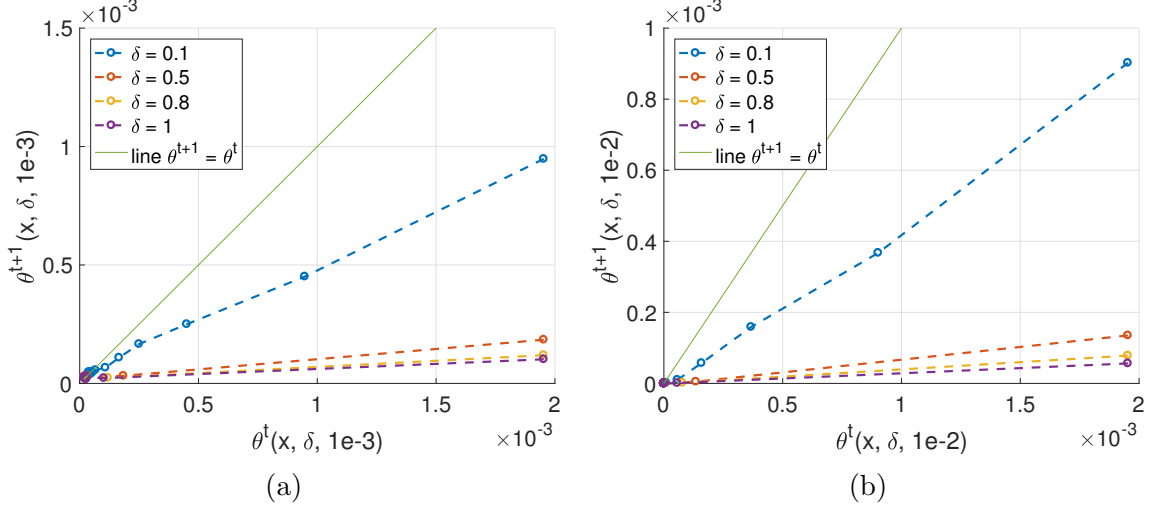 ×10⁻³
1.5
1
0.5
0
0
0.5
1
1.5
2
×10⁻³
θᵗ⁺¹(x, δ, 1e-3)
θᵗ(x, δ, 1e-3)
δ = 0.1
δ = 0.5
δ = 0.8
δ = 1
line θᵗ⁺¹ = θᵗ
(a)
×10⁻³
1
0.8
0.6
0.4
0.2
0
0
0.5
1
1.5
2
×10⁻³
θᵗ⁺¹(x, δ, 1e-2)
θᵗ(x, δ, 1e-2)
δ = 0.1
δ = 0.5
δ = 0.8
δ = 1
line θᵗ⁺¹ = θᵗ
(b)